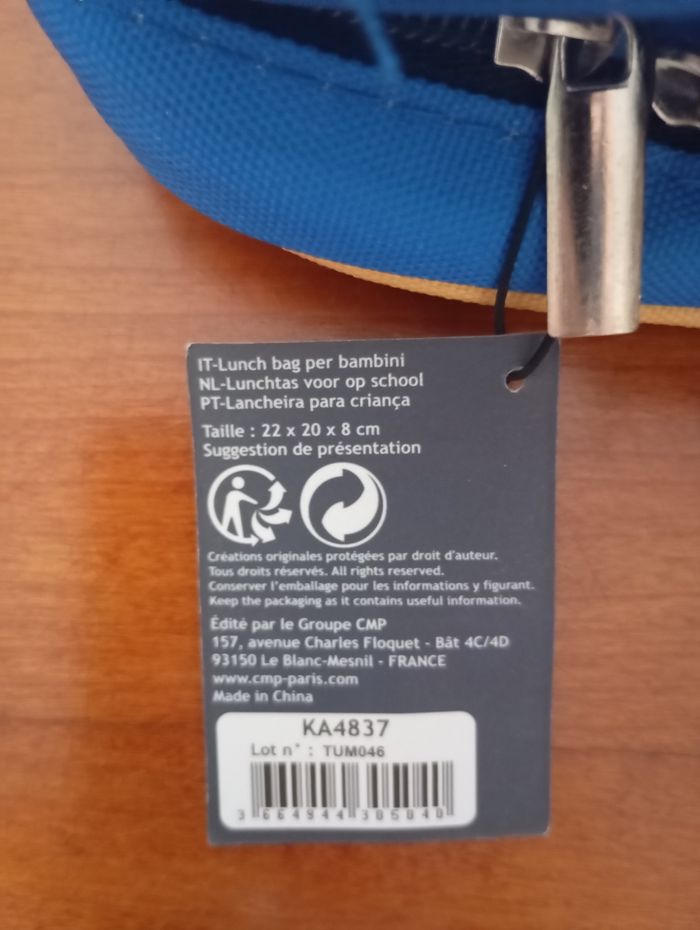 IT-Lunch bag per bambini
NL-Lunchtas voor op school
PT-Lancheira para criança
Taille : 22 x 20 x 8 cm
Suggestion de présentation
Créations originales protégées par droit d'auteur.
Tous droits réservés. All rights reserved.
Conserver l'emballage pour les informations y figurant.
Keep the packaging as it contains useful information.
Édité par le Groupe CMP
157, avenue Charles Floquet - Bât 4C/4D
93150 Le Blanc-Mesnil - FRANCE
www.cmp-paris.com
Made in China
KA4837
Lot n° : TUM046